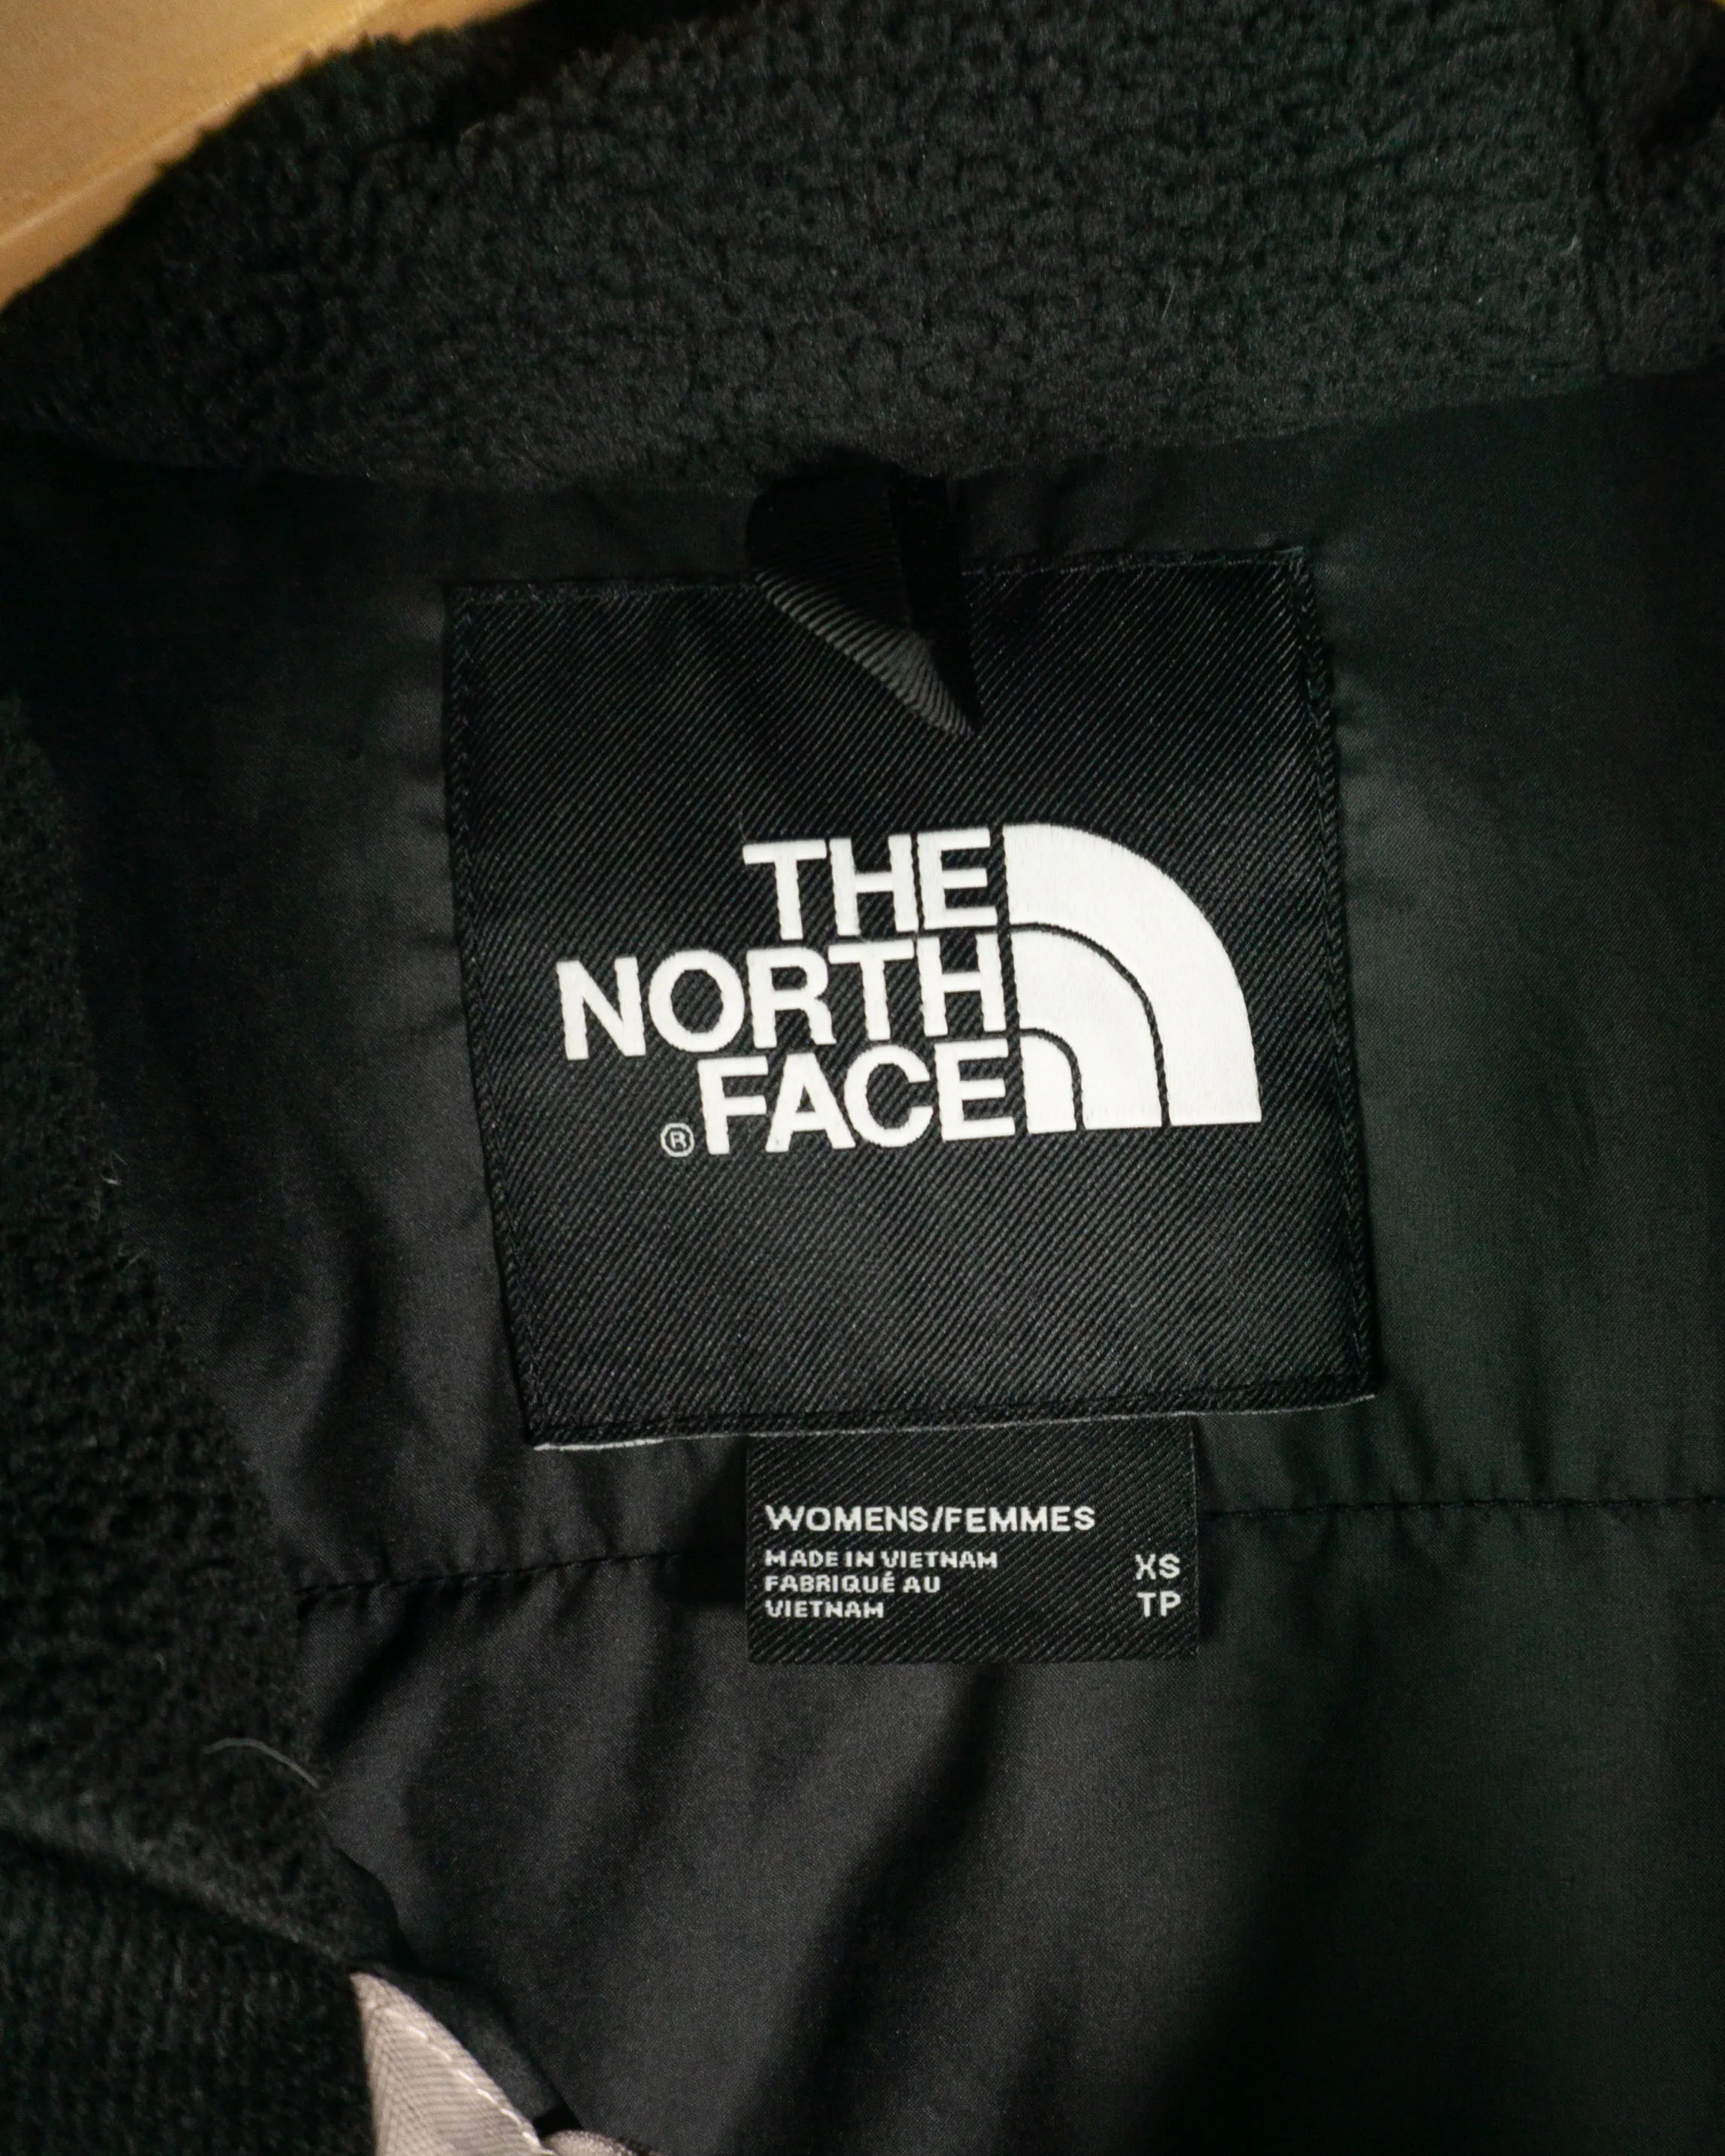 THE
NORTH
FACE
®
WOMENS/FEMMES
MADE IN VIETNAM
FABRIQUÉ AU
VIETNAM
XS
TP